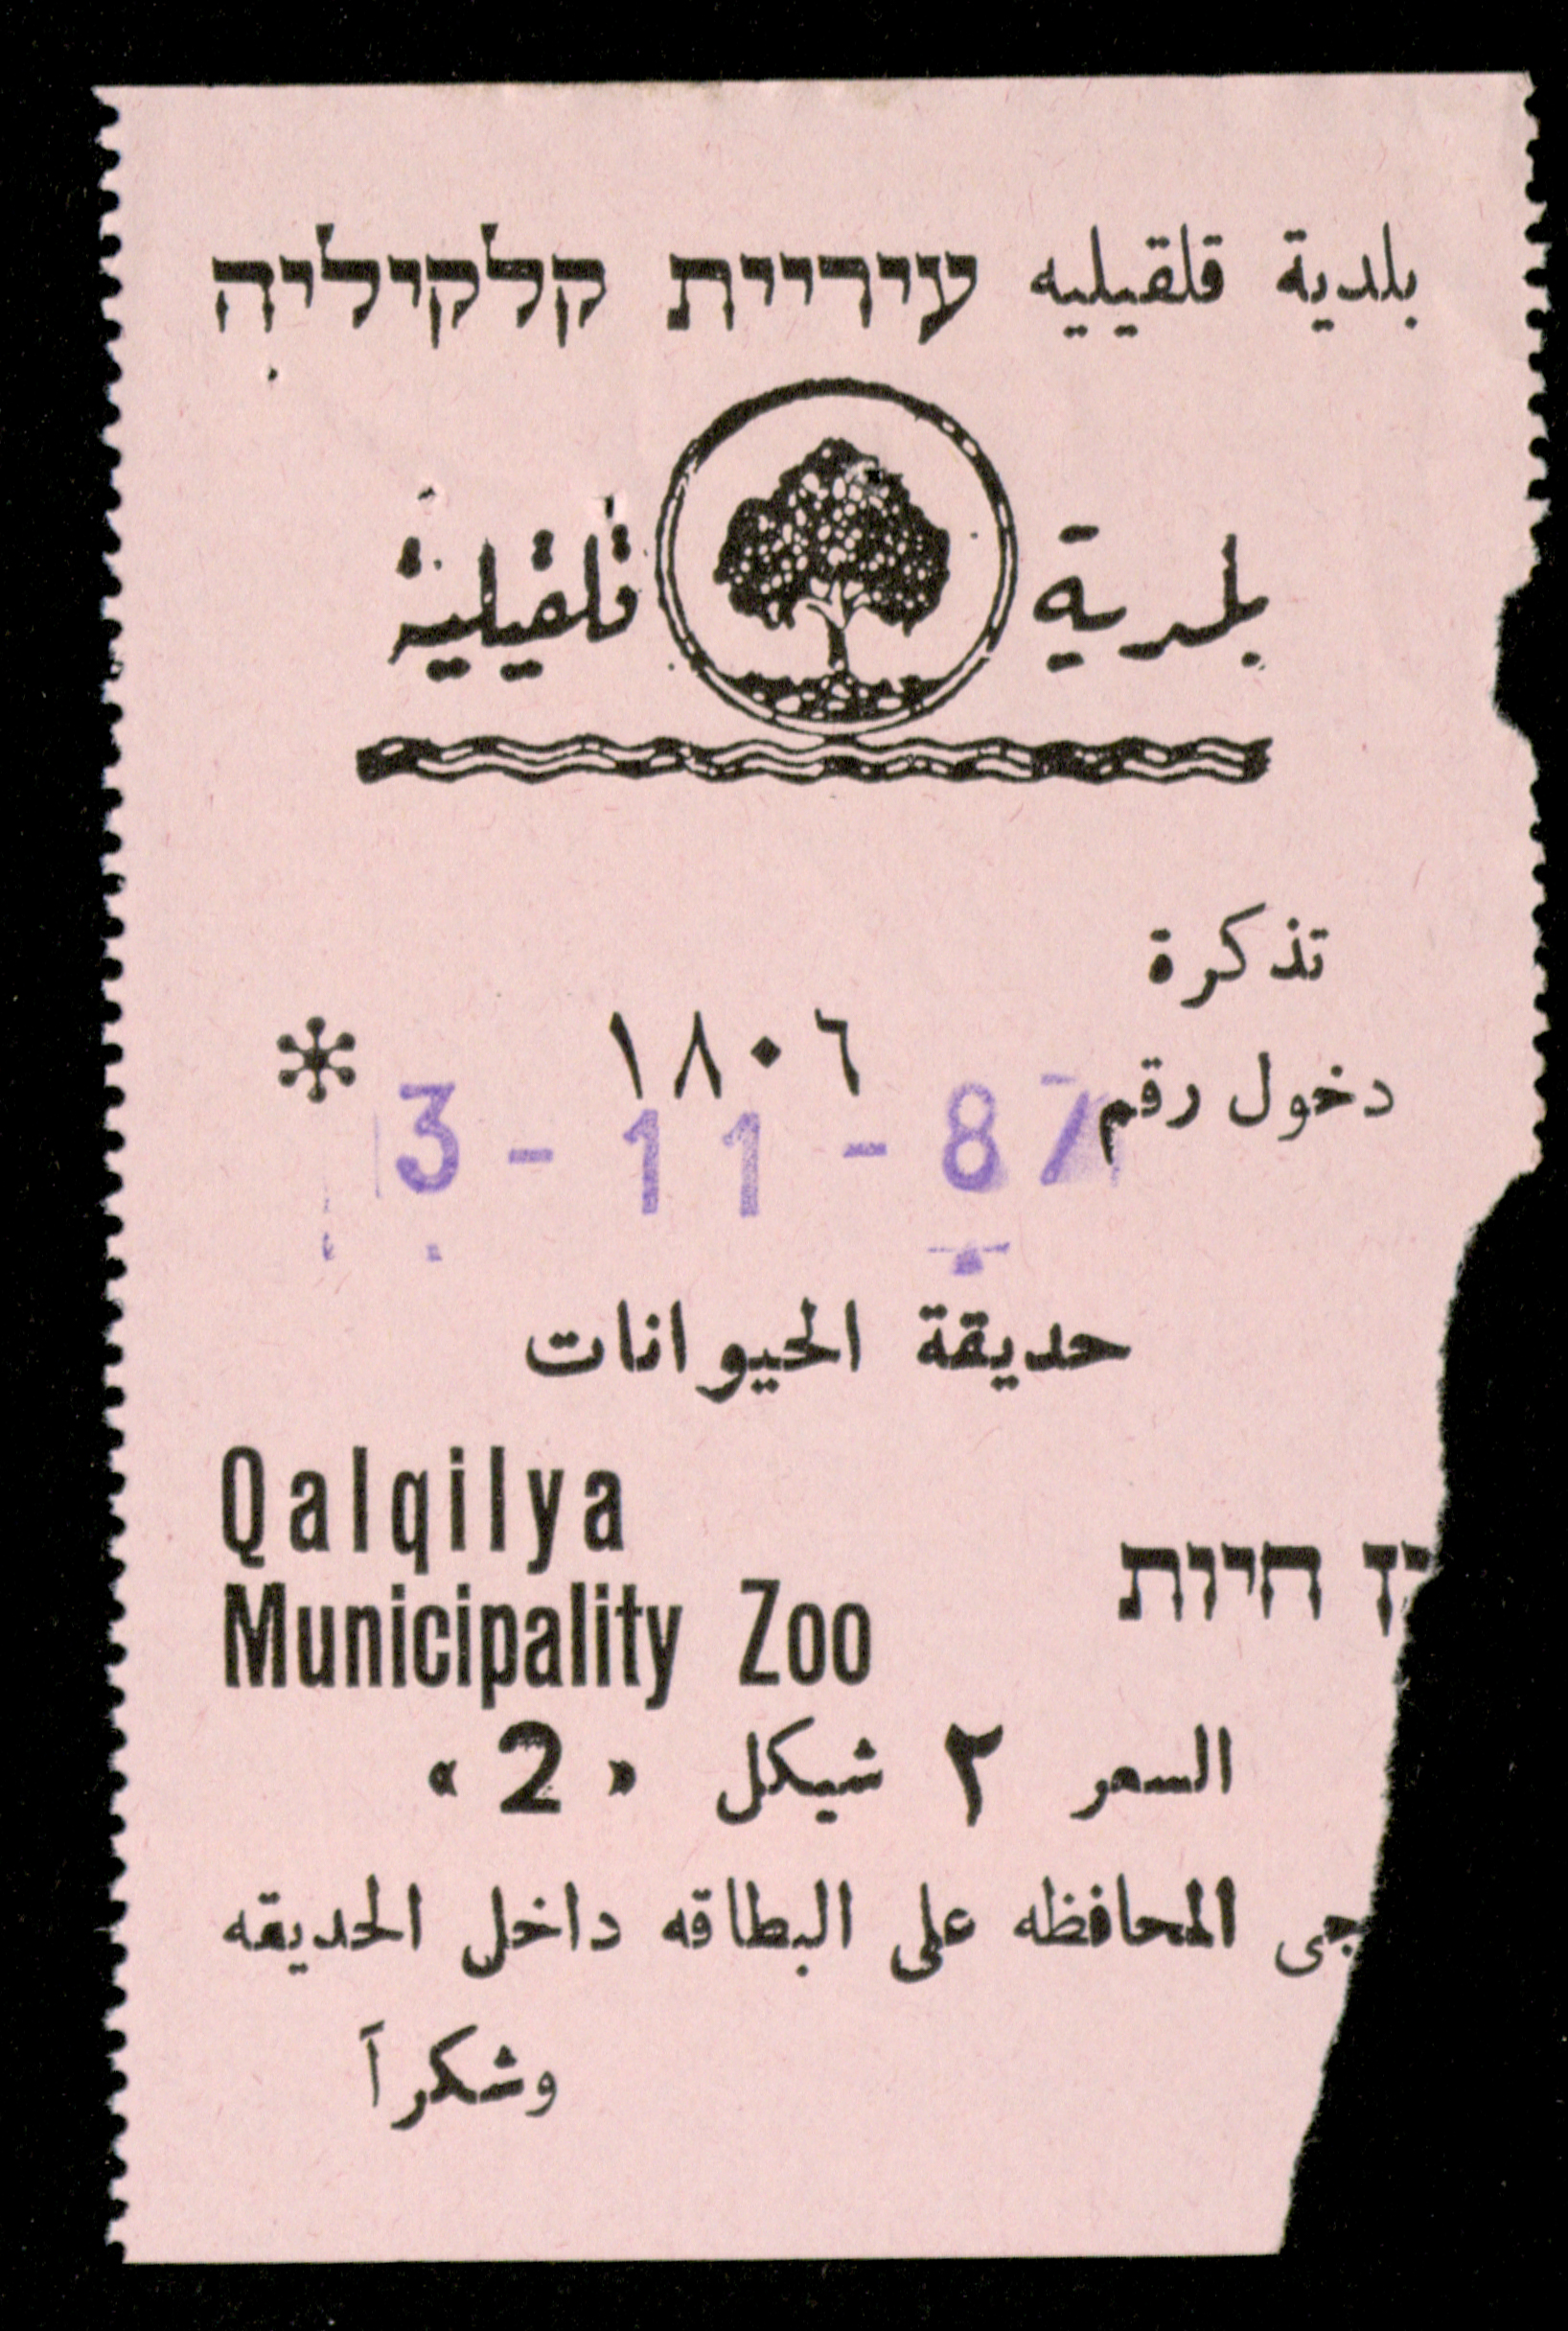 بلدية قلقيليه עיריית קלקיליה
بلدية قلقيلية
تذكرة
دخول رقم ١٨٠٦ *
3-11-87
حديقة الحيوانات
Qalqilya
Municipality Zoo
חיות
السعر ٢ شيكل «2»
المحافظه على البطاقه داخل الحديقه
وشكراً